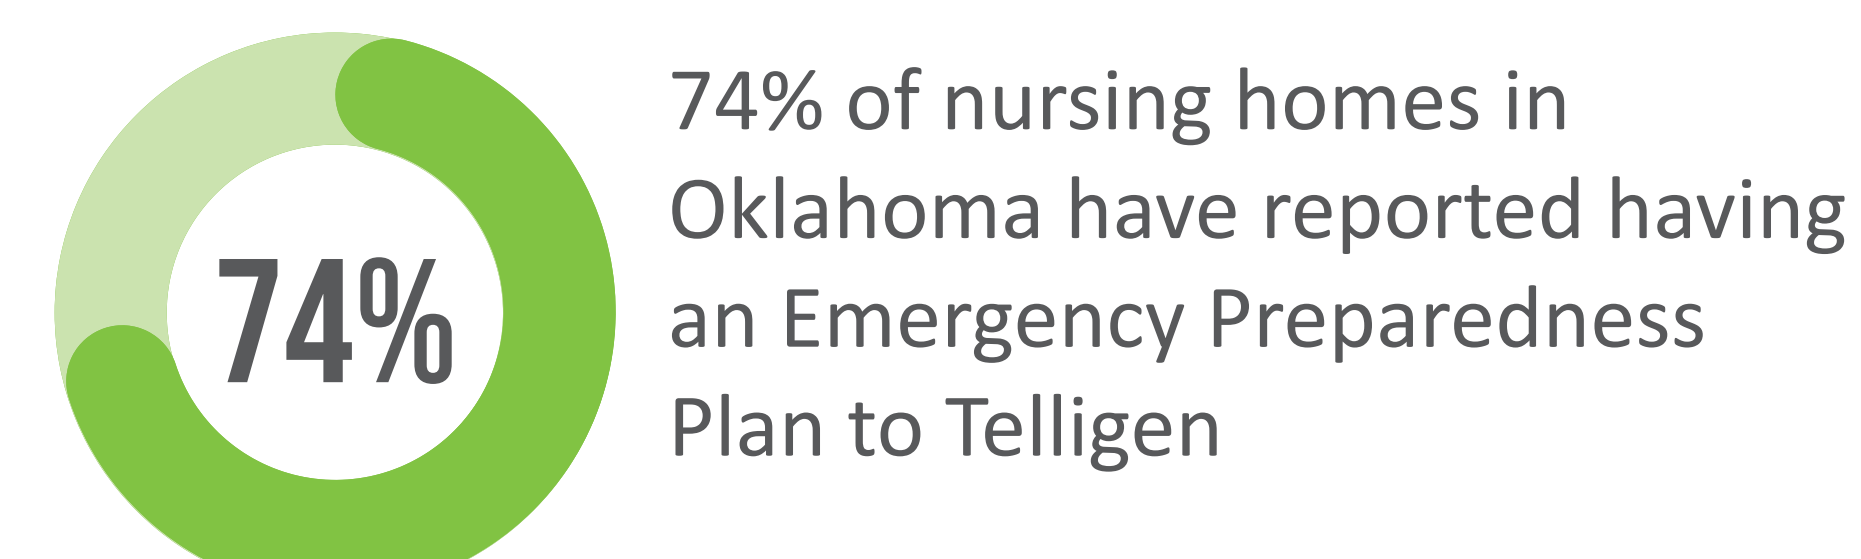 74%
74% of nursing homes in
Oklahoma have reported having
an Emergency Preparedness
Plan to Telligen